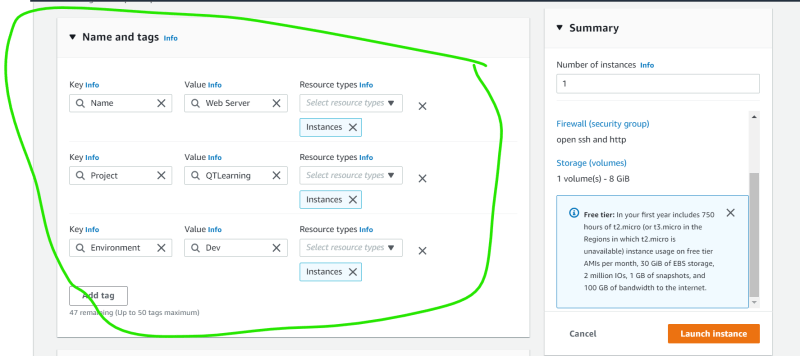 Name and tags Info
Key Info Value Info Resource types Info
Name Web Server Select resource types
Instances
Key Info Value Info Resource types Info
Project QTLearning Select resource types
Instances
Key Info Value Info Resource types Info
Environment Dev Select resource types
Instances
Add tag
47 remaining (Up to 50 tags maximum)
Summary
Number of instances Info
1
Firewall (security group)
open ssh and http
Storage (volumes)
1 volume(s) - 8 GiB
Free tier: In your first year includes 750
hours of t2.micro (or t3.micro in the
Regions in which t2.micro is
unavailable) instance usage on free tier
AMIs per month, 30 GiB of EBS storage,
2 million IOs, 1 GB of snapshots, and
100 GB of bandwidth to the internet.
Cancel Launch instance